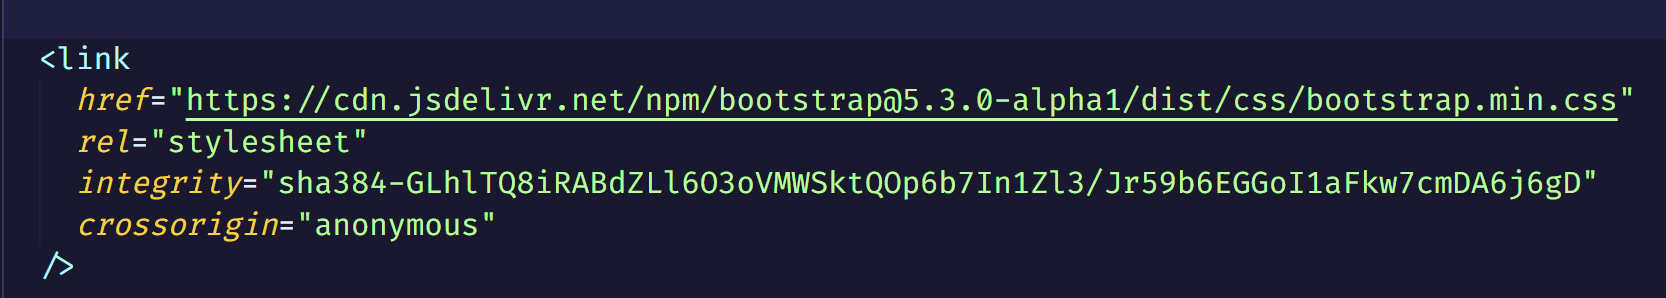 <link
href="https://cdn.jsdelivr.net/npm/bootstrap@5.3.0-alpha1/dist/css/bootstrap.min.css"
rel="stylesheet"
integrity="sha384-GLhlTQ8iRABdZLl6O3oVMWSktQOp6b7In1Zl3/Jr59b6EGGoI1aFkw7cmDA6j6gD"
crossorigin="anonymous"
/>